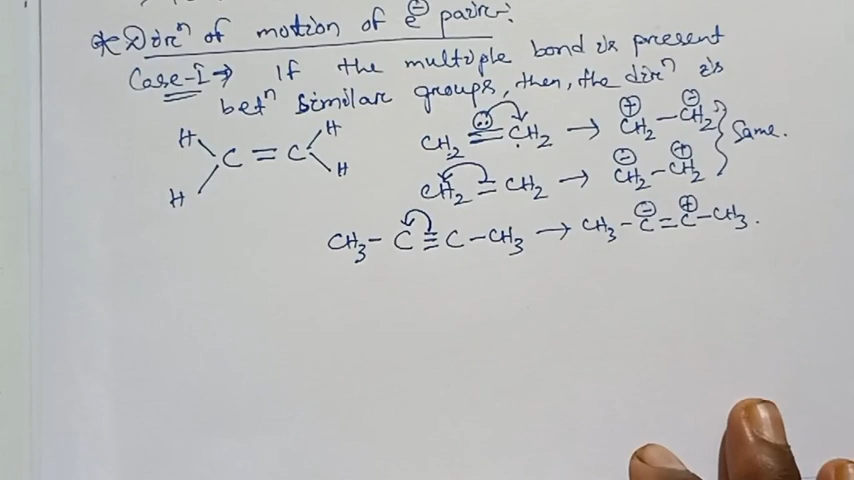 * Dirⁿ of motion of e⊖ pair :
Case-I → If the multiple bond is present
betⁿ similar groups, then, the dirⁿ is
H H
C = C
H H
CH₂ = CH₂ → ⊕CH₂ – ⊖CH₂
CH₂ = CH₂ → ⊖CH₂ – ⊕CH₂
} Same.
CH₃ – C ≡ C – CH₃ → CH₃ – ⊖C = ⊕C – CH₃.